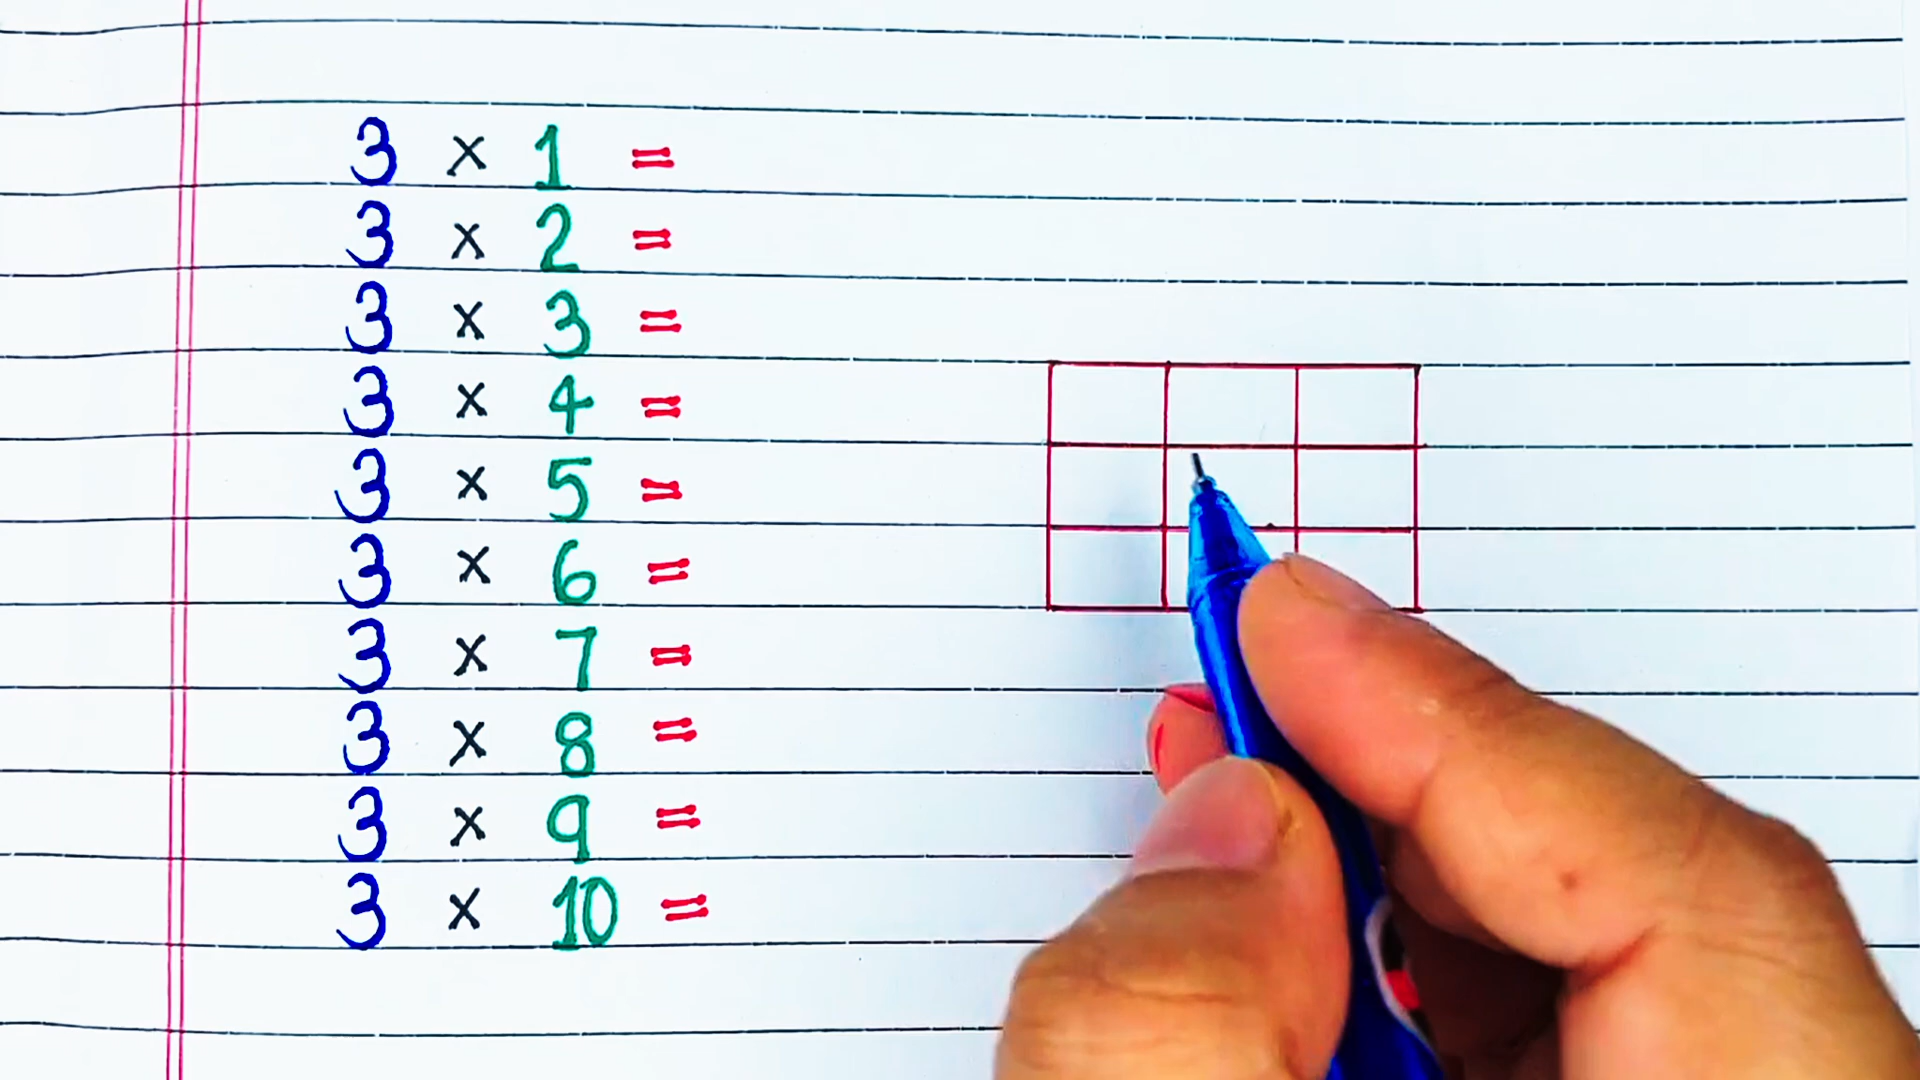 3 × 1 =
3 × 2 =
3 × 3 =
3 × 4 =
3 × 5 =
3 × 6 =
3 × 7 =
3 × 8 =
3 × 9 =
3 × 10 =